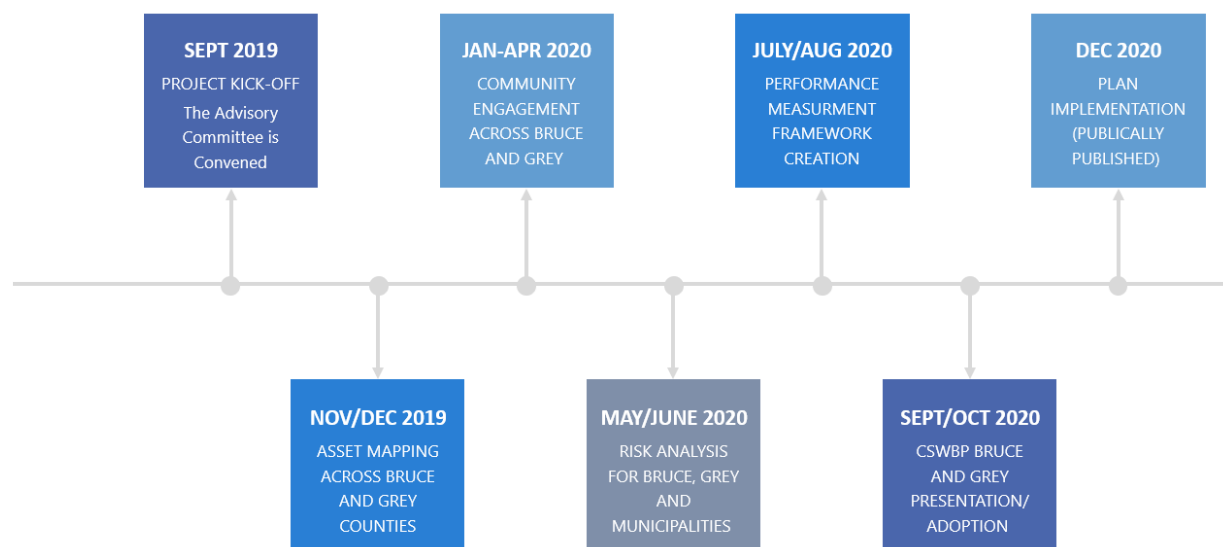 SEPT 2019
PROJECT KICK-OFF
The Advisory
Committee is
Convened
NOV/DEC 2019
ASSET MAPPING
ACROSS BRUCE
AND GREY
COUNTIES
JAN-APR 2020
COMMUNITY
ENGAGEMENT
ACROSS BRUCE
AND GREY
MAY/JUNE 2020
RISK ANALYSIS
FOR BRUCE, GREY
AND
MUNICIPALITIES
JULY/AUG 2020
PERFORMANCE
MEASURMENT
FRAMEWORK
CREATION
SEPT/OCT 2020
CSWBP BRUCE
AND GREY
PRESENTATION/
ADOPTION
DEC 2020
PLAN
IMPLEMENTATION
(PUBLICALLY
PUBLISHED)